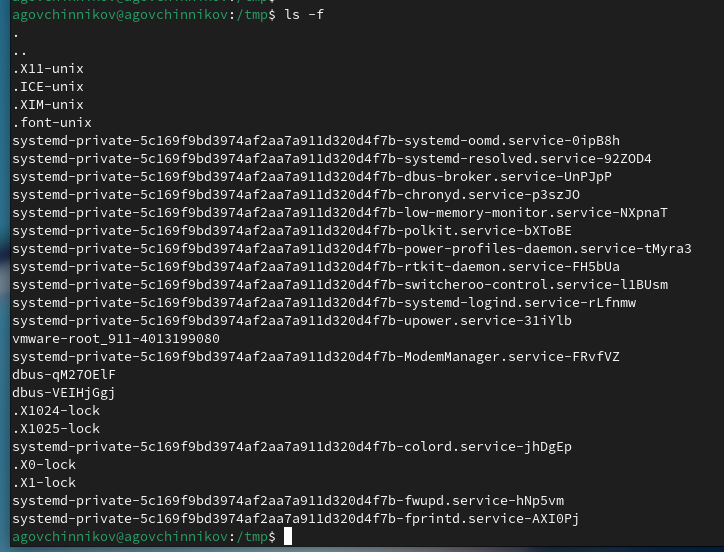 agovchinnikov@agovchinnikov:/tmp$ ls -f
.
..
.X11-unix
.ICE-unix
.XIM-unix
.font-unix
systemd-private-5c169f9bd3974af2aa7a911d320d4f7b-systemd-oomd.service-0ipB8h
systemd-private-5c169f9bd3974af2aa7a911d320d4f7b-systemd-resolved.service-92ZOD4
systemd-private-5c169f9bd3974af2aa7a911d320d4f7b-dbus-broker.service-UnPJpP
systemd-private-5c169f9bd3974af2aa7a911d320d4f7b-chronyd.service-p3szJO
systemd-private-5c169f9bd3974af2aa7a911d320d4f7b-low-memory-monitor.service-NXpnaT
systemd-private-5c169f9bd3974af2aa7a911d320d4f7b-polkit.service-bXToBE
systemd-private-5c169f9bd3974af2aa7a911d320d4f7b-power-profiles-daemon.service-tMyra3
systemd-private-5c169f9bd3974af2aa7a911d320d4f7b-rtkit-daemon.service-FH5bUa
systemd-private-5c169f9bd3974af2aa7a911d320d4f7b-switcheroo-control.service-l1BUsm
systemd-private-5c169f9bd3974af2aa7a911d320d4f7b-systemd-logind.service-rLfnmw
systemd-private-5c169f9bd3974af2aa7a911d320d4f7b-upower.service-31iYlb
vmware-root_911-4013199080
systemd-private-5c169f9bd3974af2aa7a911d320d4f7b-ModemManager.service-FRvfVZ
dbus-qM27OElF
dbus-VEIHjGgj
.X1024-lock
.X1025-lock
systemd-private-5c169f9bd3974af2aa7a911d320d4f7b-colord.service-jhDgEp
.X0-lock
.X1-lock
systemd-private-5c169f9bd3974af2aa7a911d320d4f7b-fwupd.service-hNp5vm
systemd-private-5c169f9bd3974af2aa7a911d320d4f7b-fprintd.service-AXI0Pj
agovchinnikov@agovchinnikov:/tmp$